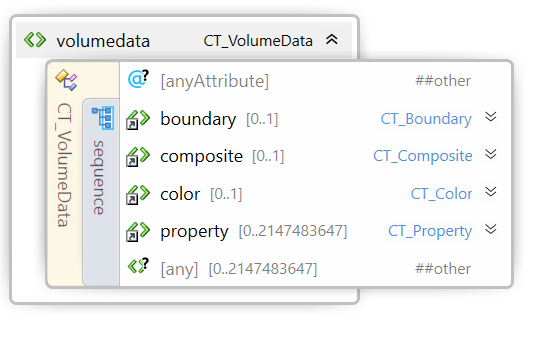 volumedata CT_VolumeData
CT_VolumeData
sequence
[anyAttribute] ##other
boundary [0..1] CT_Boundary
composite [0..1] CT_Composite
color [0..1] CT_Color
property [0..2147483647] CT_Property
[any] [0..2147483647] ##other